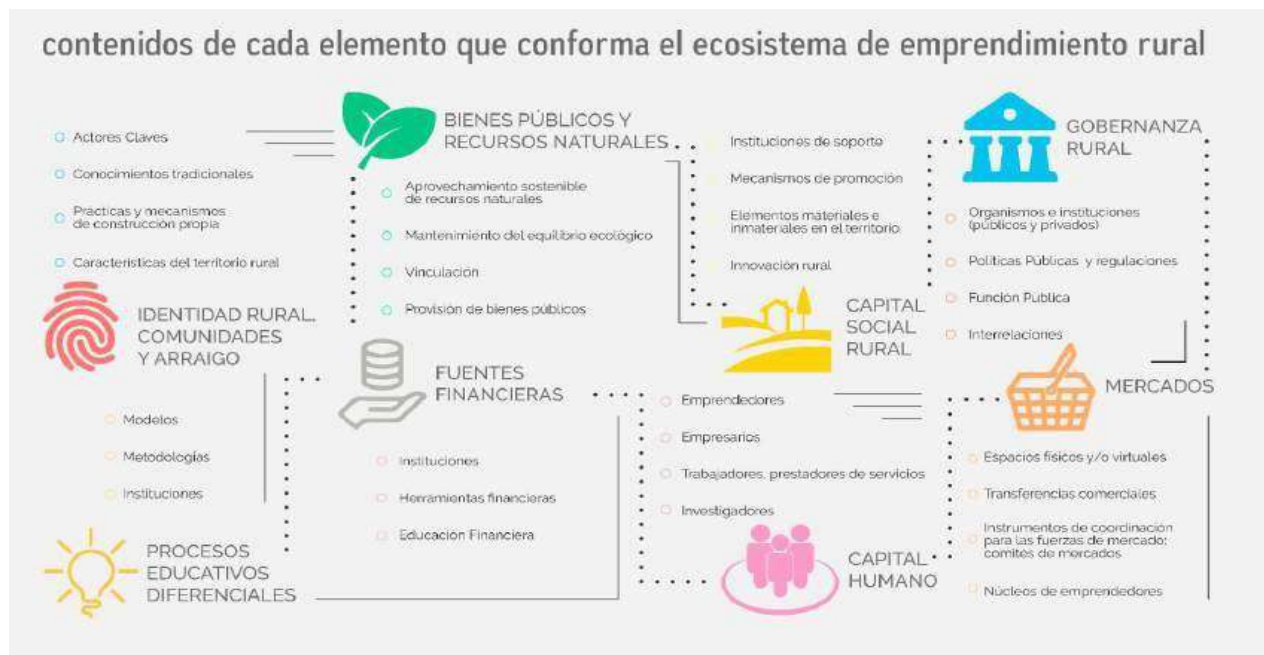 contenidos de cada elemento que conforma el ecosistema de emprendimiento rural
Actores Claves
Conocimientos tradicionales
Prácticas y mecanismos
de construcción propia
Características del territorio rural
IDENTIDAD RURAL,
COMUNIDADES
Y ARRAIGO
BIENES PÚBLICOS Y
RECURSOS NATURALES
Aprovechamiento sostenible
de recursos naturales
Mantenimiento del equilibrio ecológico
Vinculación
Provisión de bienes públicos
Instituciones de soporte
Mecanismos de promoción
Elementos materiales e
inmateriales en el territorio
Innovación rural
CAPITAL
SOCIAL
RURAL
GOBERNANZA
RURAL
Organismos e instituciones
(públicos y privados)
Políticas Públicas y regulaciones
Función Pública
Interrelaciones
Modelos
Metodologías
Instituciones
PROCESOS
EDUCATIVOS
DIFERENCIALES
FUENTES
FINANCIERAS
Instituciones
Herramientas financieras
Educación Financiera
Emprendedores
Empresarios
Trabajadores, prestadores de servicios
Investigadores
CAPITAL
HUMANO
MERCADOS
Espacios físicos y/o virtuales
Transferencias comerciales
Instrumentos de coordinación
para las fuerzas de mercado:
comites de mercados
Núcleos de emprendedores